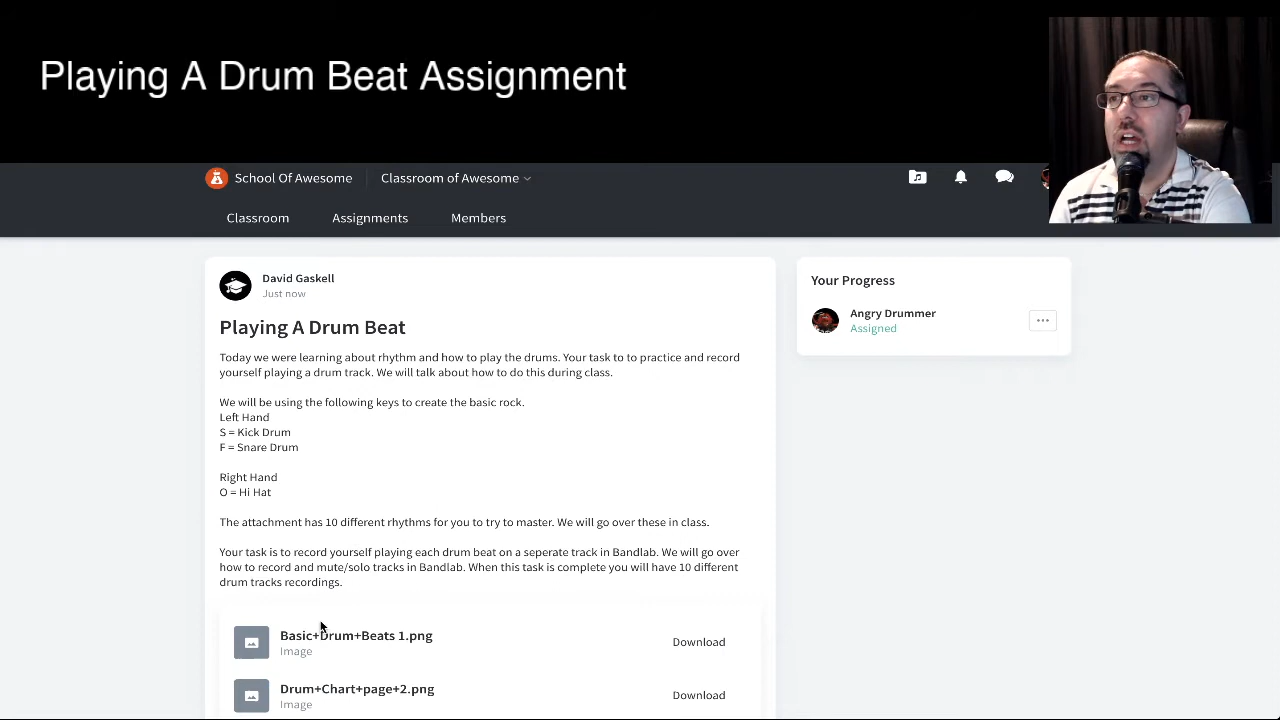 Playing A Drum Beat Assignment
School Of Awesome
Classroom of Awesome
Classroom
Assignments
Members
David Gaskell
Just now
Playing A Drum Beat
Today we were learning about rhythm and how to play the drums. Your task to to practice and record
yourself playing a drum track. We will talk about how to do this during class.
We will be using the following keys to create the basic rock.
Left Hand
S = Kick Drum
F = Snare Drum
Right Hand
O = Hi Hat
The attachment has 10 different rhythms for you to try to master. We will go over these in class.
Your task is to record yourself playing each drum beat on a seperate track in Bandlab. We will go over
how to record and mute/solo tracks in Bandlab. When this task is complete you will have 10 different
drum tracks recordings.
Basic+Drum+Beats 1.png
Image
Download
Drum+Chart+page+2.png
Image
Download
Your Progress
Angry Drummer
Assigned